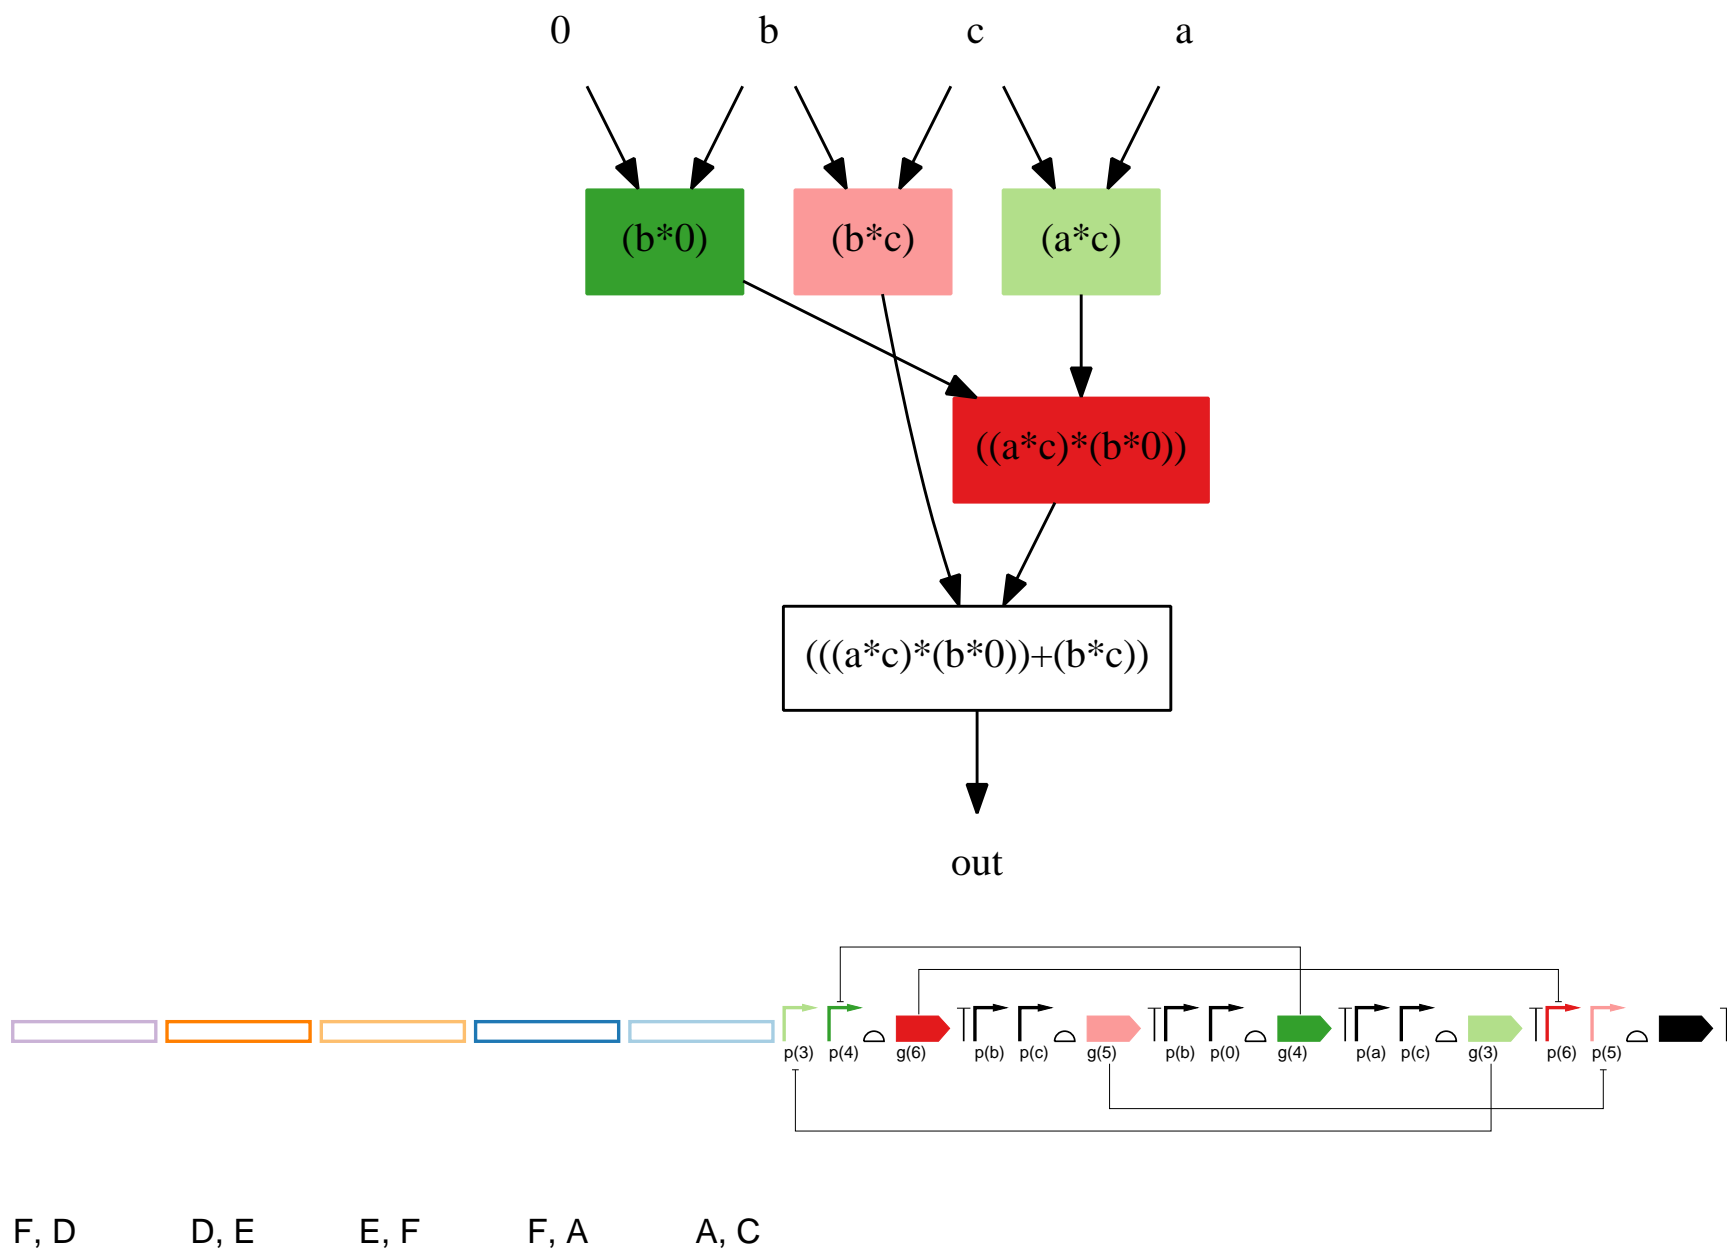 0 b c a
(b*0) (b*c) (a*c)
((a*c)*(b*0))
(((a*c)*(b*0))+(b*c))
out
p(3) p(4) g(6) p(b) p(c) g(5) p(b) p(0) g(4) p(a) p(c) g(3) p(6) p(5)
F, D D, E E, F F, A A, C